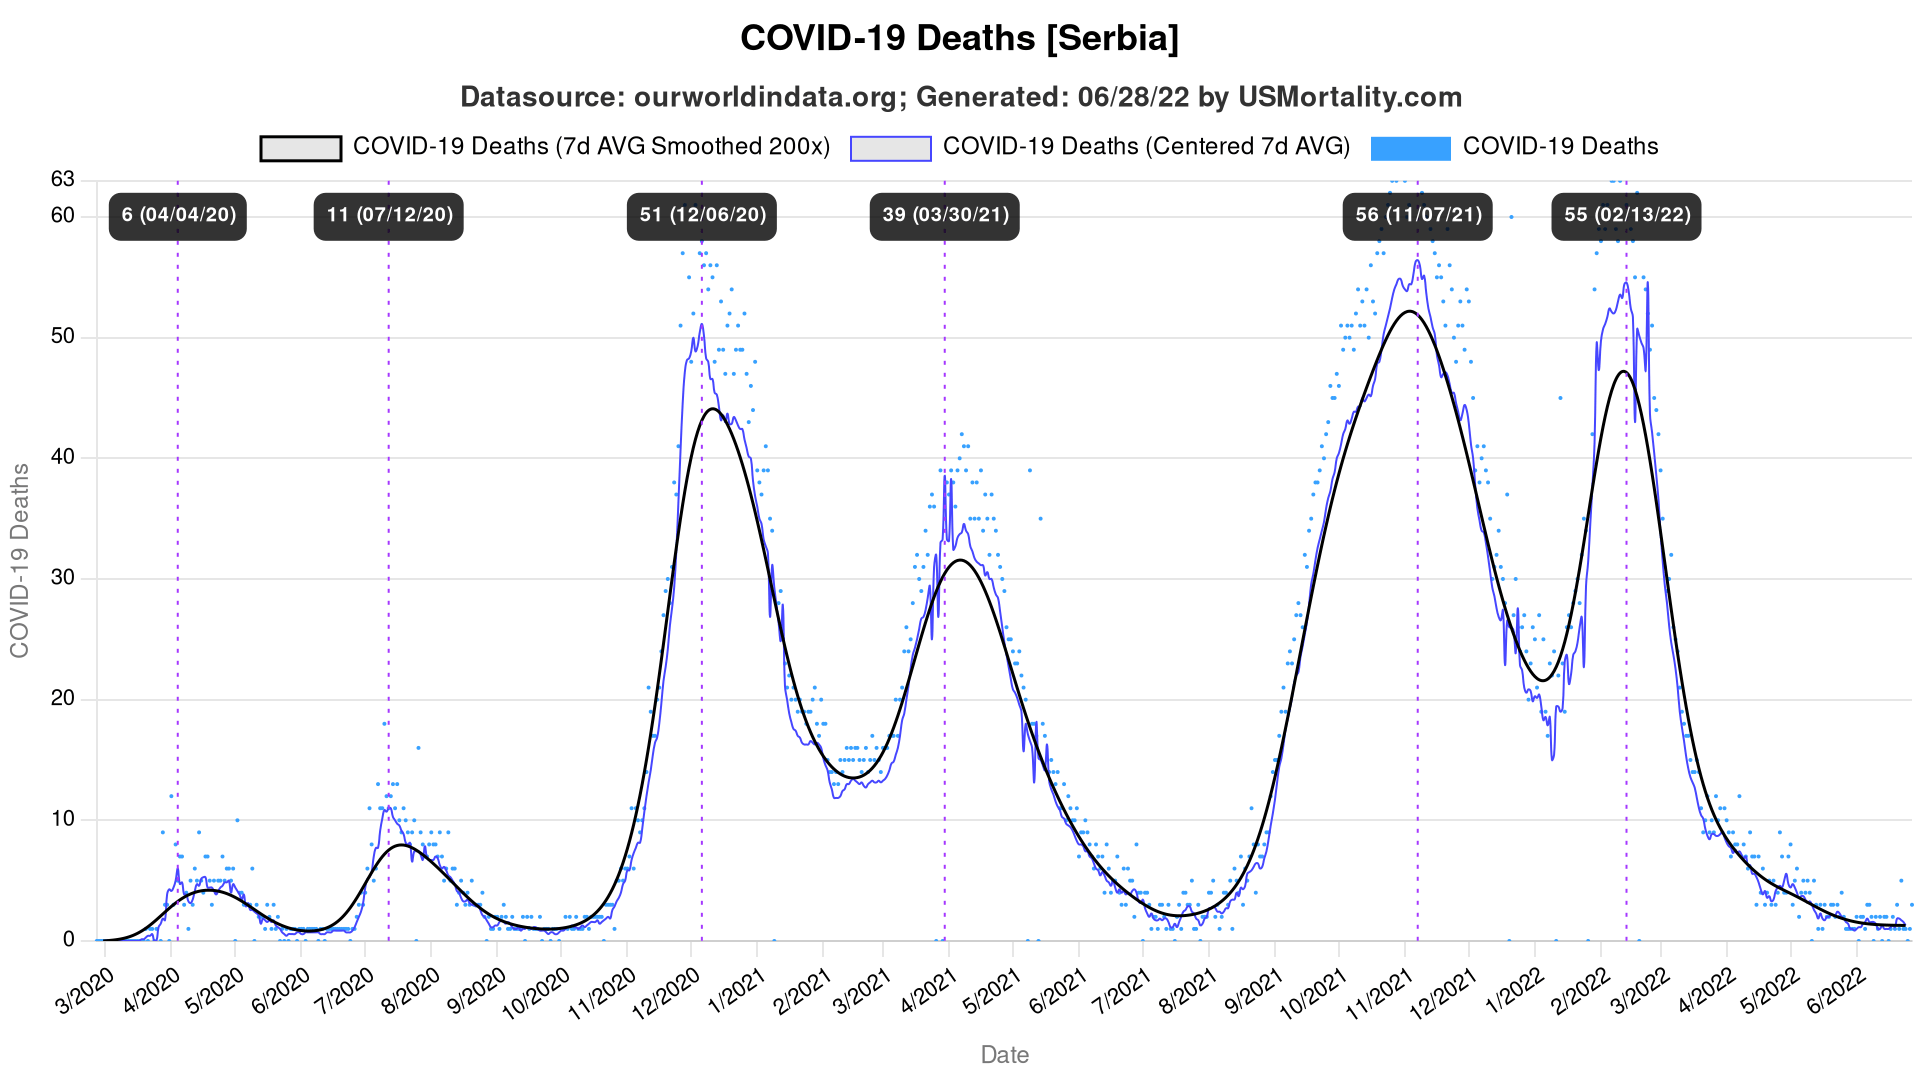 COVID-19 Deaths [Serbia]
Datasource: ourworldindata.org; Generated: 06/28/22 by USMortality.com
COVID-19 Deaths (7d AVG Smoothed 200x) COVID-19 Deaths (Centered 7d AVG) COVID-19 Deaths
63
60
50
40
30
20
10
0
COVID-19 Deaths
6 (04/04/20) 11 (07/12/20) 51 (12/06/20) 39 (03/30/21) 56 (11/07/21) 55 (02/13/22)
3/2020 4/2020 5/2020 6/2020 7/2020 8/2020 9/2020 10/2020 11/2020 12/2020 1/2021 2/2021 3/2021 4/2021 5/2021 6/2021 7/2021 8/2021 9/2021 10/2021 11/2021 12/2021 1/2022 2/2022 3/2022 4/2022 5/2022 6/2022
Date